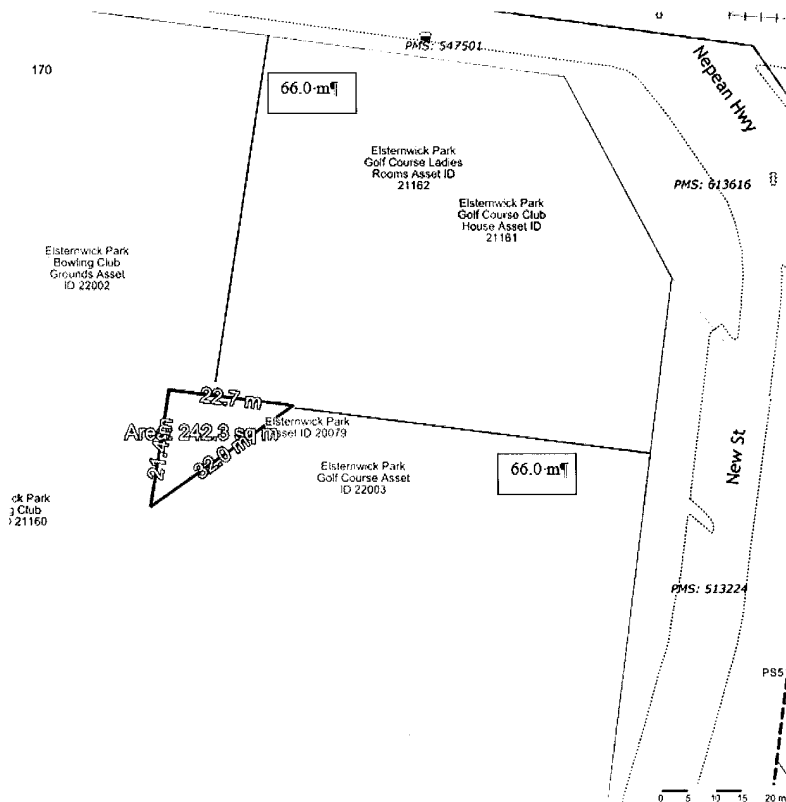 PMS: 547501
170
66.0·m¶
Nepean Hwy
Elsternwick Park
Golf Course Ladies
Rooms Asset ID
21162
PMS: 613616
Elsternwick Park
Golf Course Club
House Asset ID
21161
Elsternwick Park
Bowling Club
Grounds Asset
ID 22002
22.7 m
Elsternwick Park
Asset ID 20079
Area: 242.3 sq m
21.4 m
32.0 m
Elsternwick Park
Golf Course Asset
ID 22003
66.0·m¶
New St
ck Park
g Club
21160
PMS: 513224
PS5
0 5 10 15 20 m